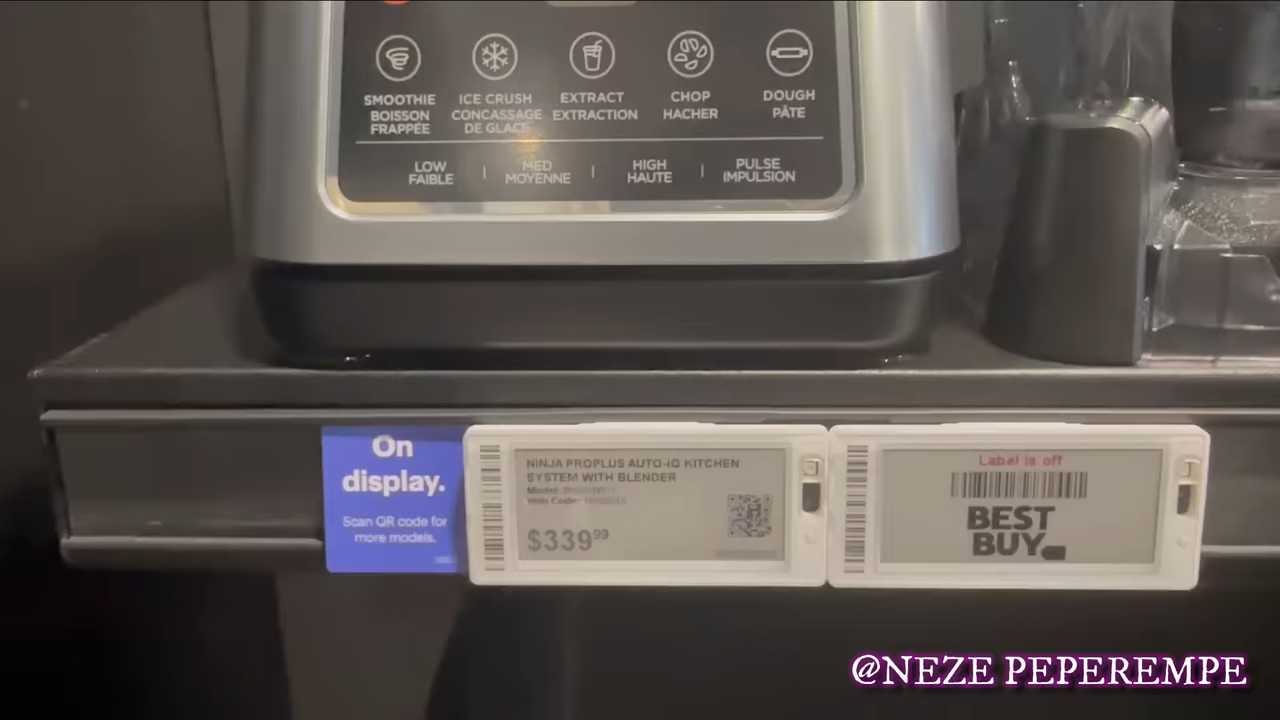 SMOOTHIE
BOISSON
FRAPPÉE
ICE CRUSH
CONCASSAGE
DE GLACE
EXTRACT
EXTRACTION
CHOP
HACHER
DOUGH
PÂTE
LOW
FAIBLE
MED
MOYENNE
HIGH
HAUTE
PULSE
IMPULSION
On
display.
Scan QR code for
more models.
NINJA PROPLUS AUTO-IQ KITCHEN
SYSTEM WITH BLENDER
Model:
Web Code:
$339.99
Label is off
BEST
BUY
@NEZE PEPEREMPE